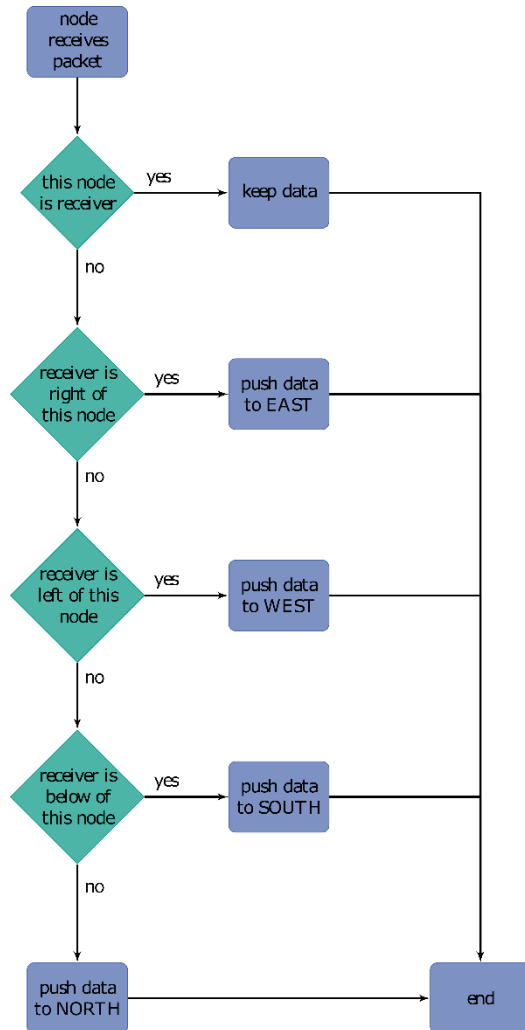 node
receives
packet
this node
is receiver
yes
keep data
no
receiver is
right of
this node
yes
push data
to EAST
no
receiver is
left of this
node
yes
push data
to WEST
no
receiver is
below of
this node
yes
push data
to SOUTH
no
push data
to NORTH
end